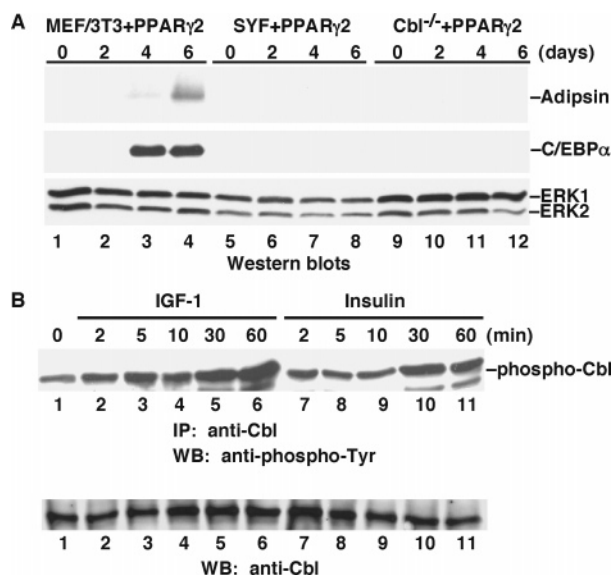 A
MEF/3T3+PPARγ2 SYF+PPARγ2 Cbl-/-+PPARγ2
0 2 4 6 0 2 4 6 0 2 4 6 (days)
–Adipsin
–C/EBPα
–ERK1
–ERK2
1 2 3 4 5 6 7 8 9 10 11 12
Western blots
B
IGF-1 Insulin
0 2 5 10 30 60 2 5 10 30 60 (min)
–phospho-Cbl
1 2 3 4 5 6 7 8 9 10 11
IP: anti-Cbl
WB: anti-phospho-Tyr
1 2 3 4 5 6 7 8 9 10 11
WB: anti-Cbl